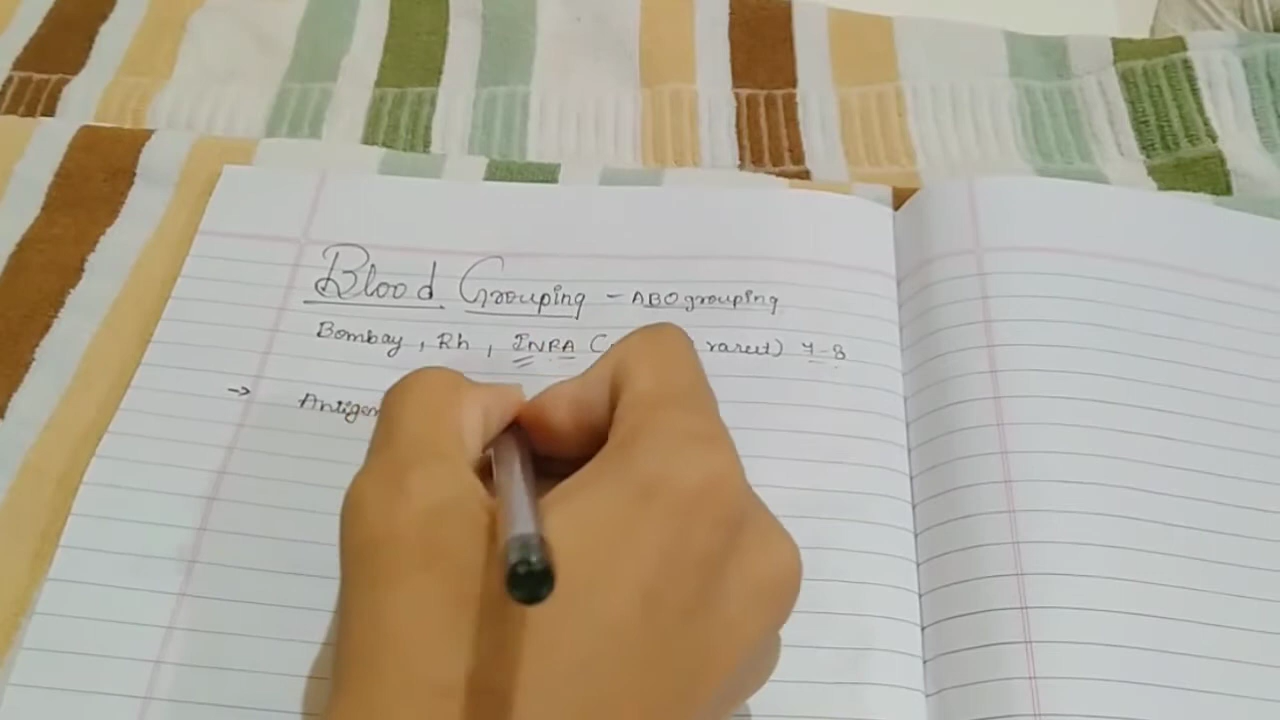 Blood Grouping - ABO grouping
Bombay, Rh, INRA ( rarest) 7-8
→ Antigen